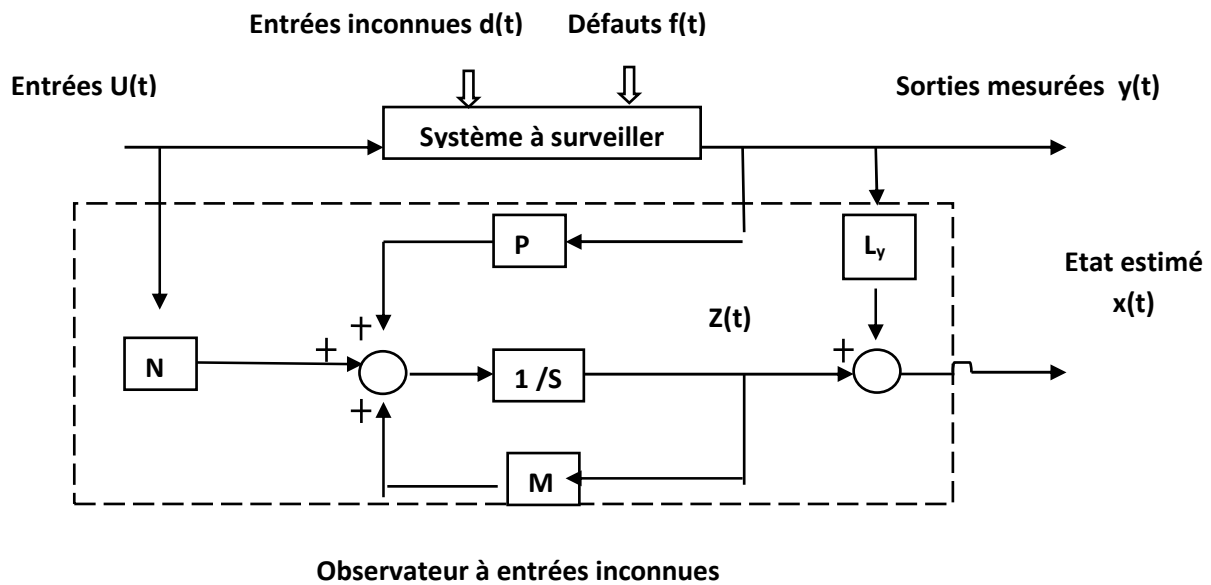 Entrées inconnues d(t) Défauts f(t)
Entrées U(t)
Sorties mesurées y(t)
Système à surveiller
P
Ly
Etat estimé
x(t)
Z(t)
+
+
+
N
1 /S
+
M
Observateur à entrées inconnues